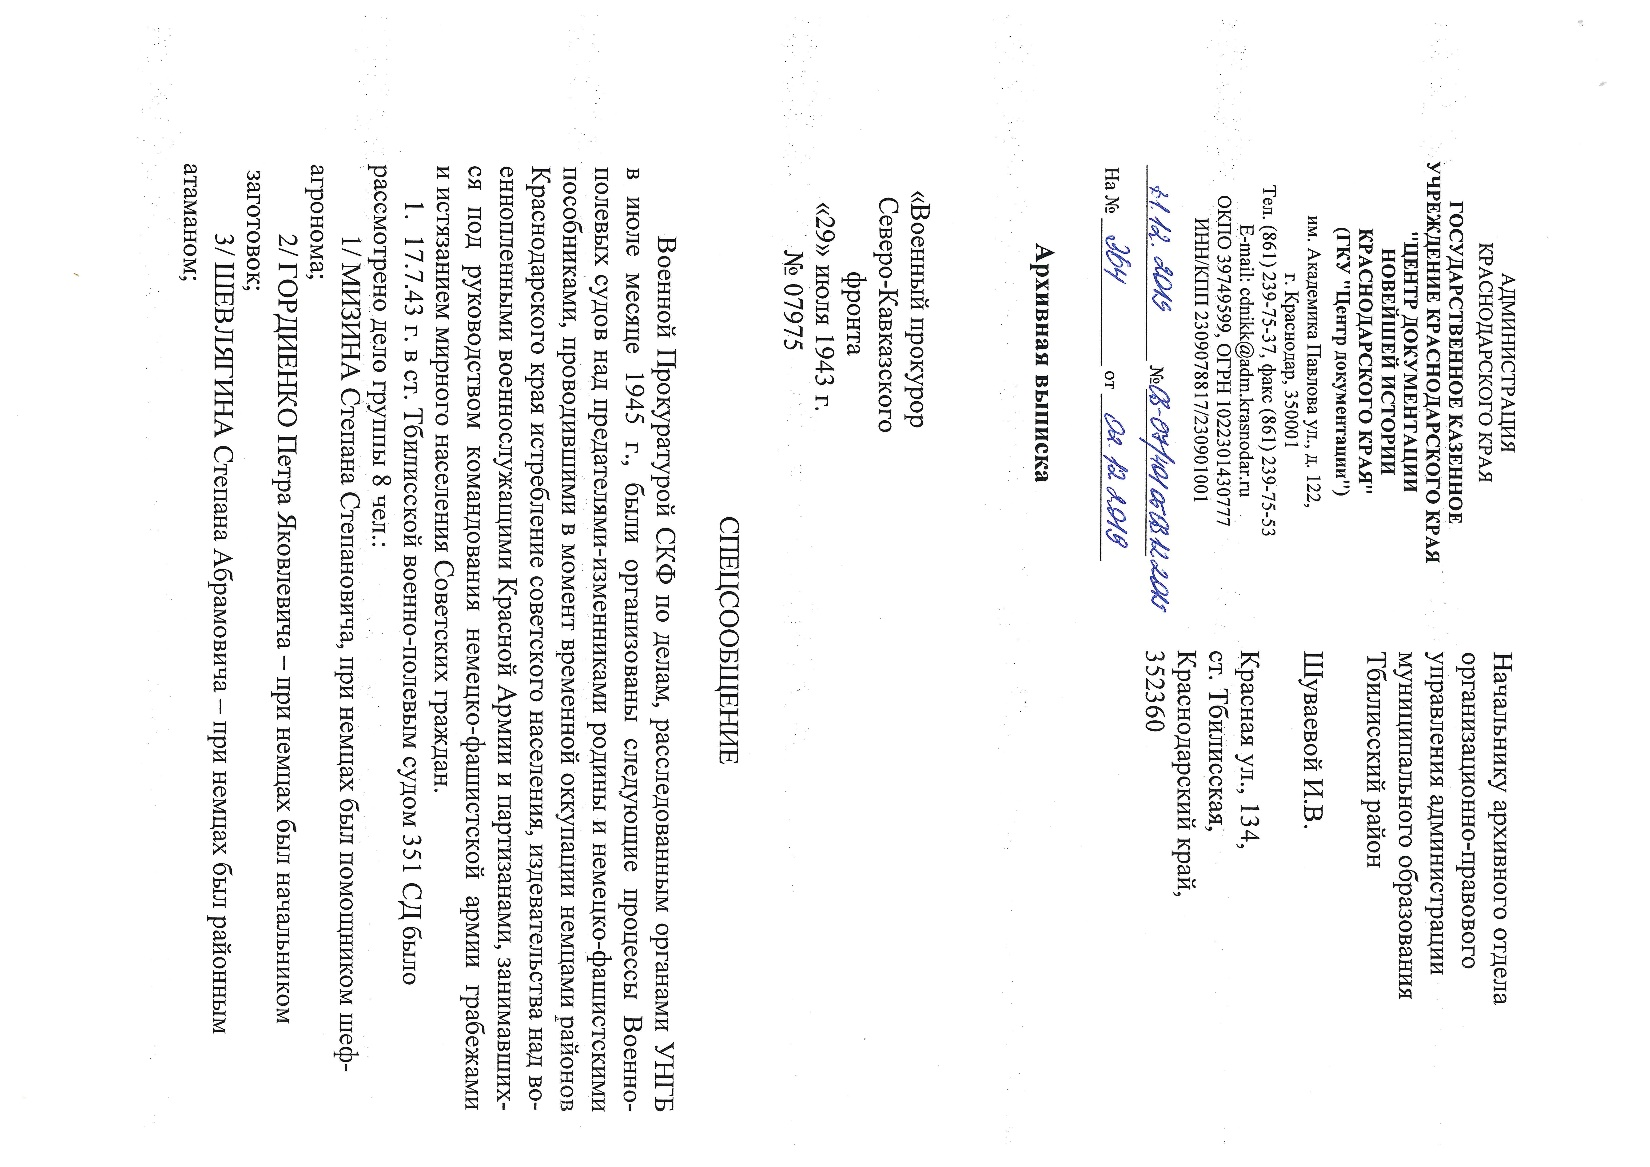 АДМИНИСТРАЦИЯ
КРАСНОДАРСКОГО КРАЯ
ГОСУДАРСТВЕННОЕ КАЗЕННОЕ
УЧРЕЖДЕНИЕ КРАСНОДАРСКОГО КРАЯ
"ЦЕНТР ДОКУМЕНТАЦИИ
НОВЕЙШЕЙ ИСТОРИИ
КРАСНОДАРСКОГО КРАЯ"
(ГКУ "Центр документации")
им. Академика Павлова ул., д. 122,
г. Краснодар, 350001
Тел. (861) 239-75-37, факс (861) 239-75-53
E-mail: cdnikk@adm.krasnodar.ru
ОКПО 39749599, ОГРН 1022301430777
ИНН/КПП 2309078817/230901001
12. 2019 №
На № 364 от 04. 12 2019
Начальнику архивного отдела
организационно-правового
управления администрации
муниципального образования
Тбилисский район
Шуваевой И.В.
Красная ул., 134,
ст. Тбилисская,
Краснодарский край,
352360
Архивная выписка
«Военный прокурор
Северо-Кавказского
фронта
«29» июля 1943 г.
№ 07975
СПЕЦСООБЩЕНИЕ
Военной Прокуратурой СКФ по делам, расследованным органами УНГБ
в июле месяце 1945 г., были организованы следующие процессы Военно-
полевых судов над предателями-изменниками родины и немецко-фашистскими
пособниками, проводившими в момент временной оккупации немцами районов
Краснодарского края истребление советского населения, издевательства над во-
еннопленными военнослужащими Красной Армии и партизанами, занимавших-
ся под руководством командования немецко-фашистской армии грабежами
и истязанием мирного населения Советских граждан.
1. 17.7.43 г. в ст. Тбилисской военно-полевым судом 351 СД было
рассмотрено дело группы 8 чел.:
1/ МИЗИНА Степана Степановича, при немцах был помощником шеф-
агронома;
2/ ГОРДИЕНКО Петра Яковлевича – при немцах был начальником
заготовок;
3/ ШЕВЛЯГИНА Степана Абрамовича – при немцах был районным
атаманом;